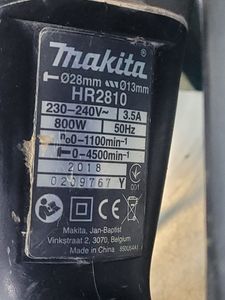 makita®
Ø28mm Ø13mm
HR2810
230-240V~ 3.5A
800W 50Hz
n₀0-1100min⁻¹
0-4500min⁻¹
2018
0209767 Y
Makita, Jan-Baptist
Vinkstraat 2, 3070, Belgium
Made in China